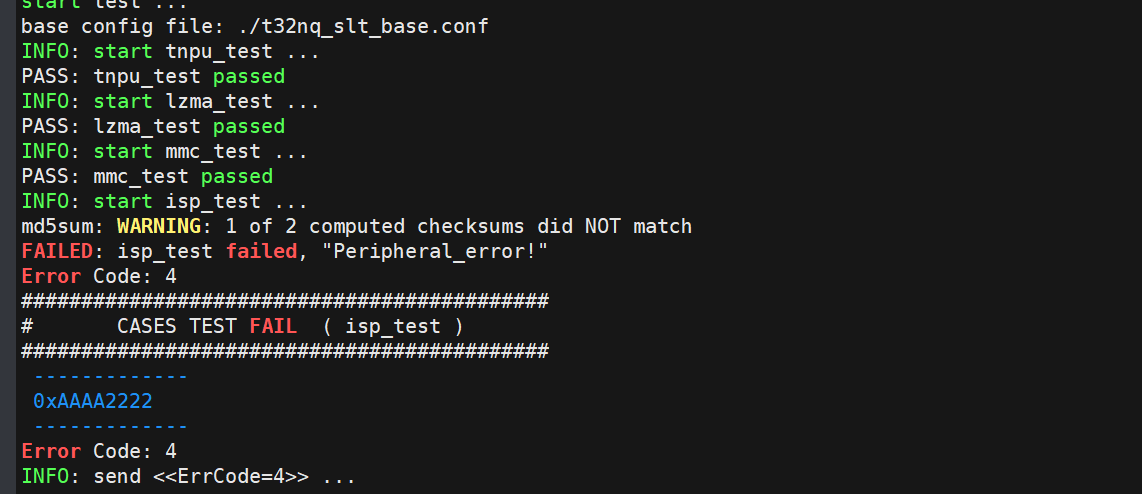 start test ...
base config file: ./t32nq_slt_base.conf
INFO: start tnpu_test ...
PASS: tnpu_test passed
INFO: start lzma_test ...
PASS: lzma_test passed
INFO: start mmc_test ...
PASS: mmc_test passed
INFO: start isp_test ...
md5sum: WARNING: 1 of 2 computed checksums did NOT match
FAILED: isp_test failed, "Peripheral_error!"
Error Code: 4
############################################
#       CASES TEST FAIL  ( isp_test )
############################################
-------------
0xAAAA2222
-------------
Error Code: 4
INFO: send <<ErrCode=4>> ...